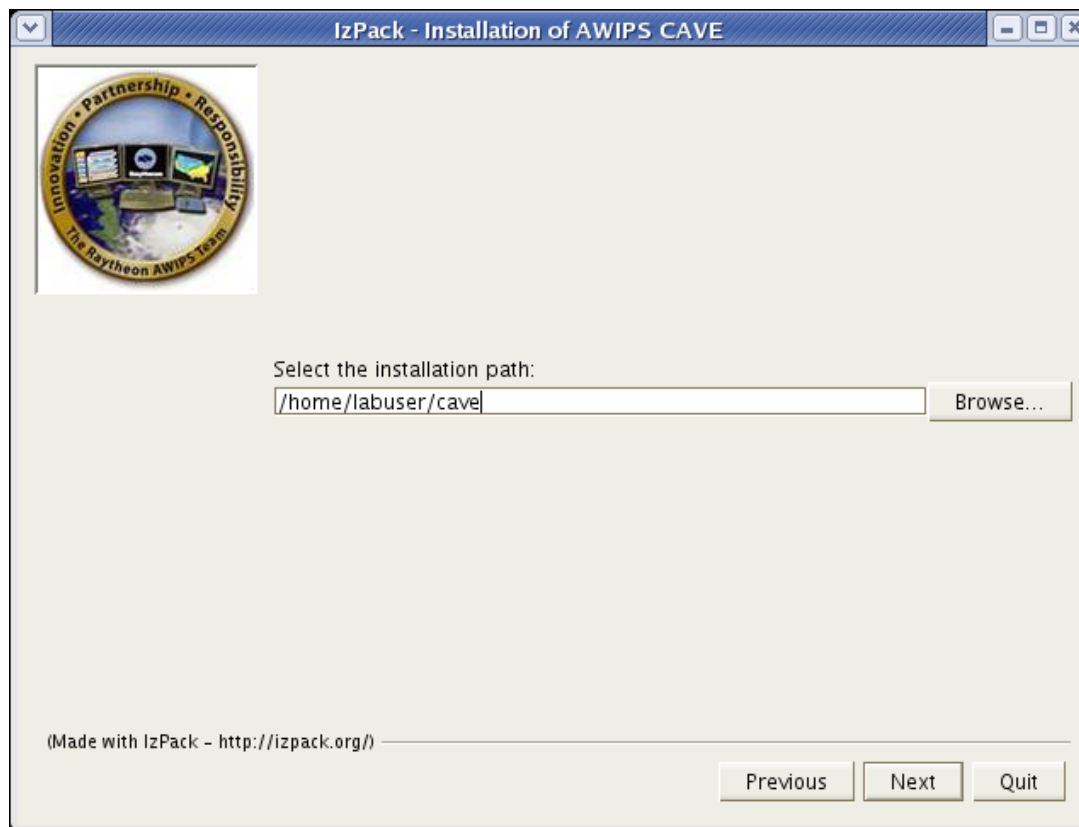 IzPack - Installation of AWIPS CAVE
Innovation • Partnership • Responsibility
The Raytheon AWIPS Team
Select the installation path:
/home/labuser/cave
Browse...
(Made with IzPack - http://izpack.org/)
Previous
Next
Quit